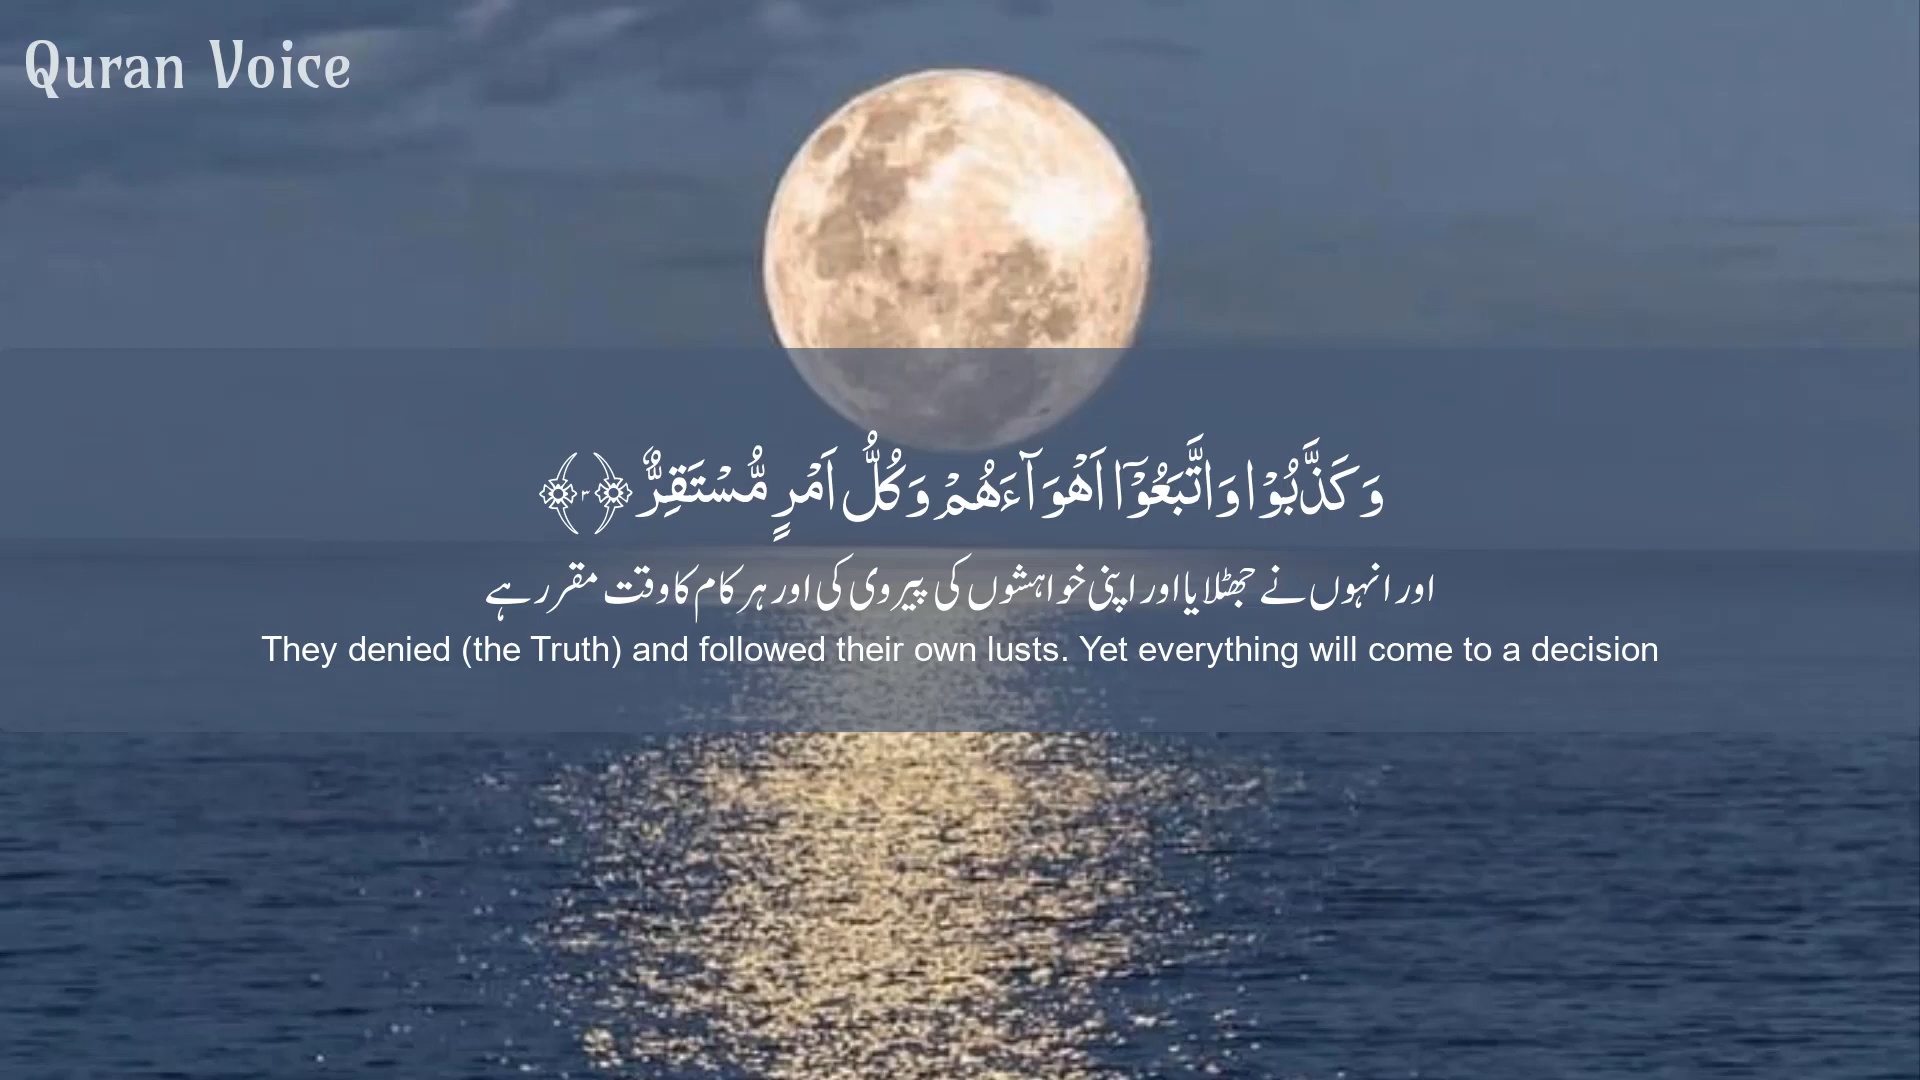 Quran Voice
وَكَذَّبُوْا وَاتَّبَعُوْٓا اَهْوَآءَهُمْ وَكُلُّ اَمْرٍ مُّسْتَقِرٌّ ﴿۳﴾
اور انہوں نے جھٹلایا اور اپنی خواہشوں کی پیروی کی اور ہر کام کا وقت مقرر ہے
They denied (the Truth) and followed their own lusts. Yet everything will come to a decision